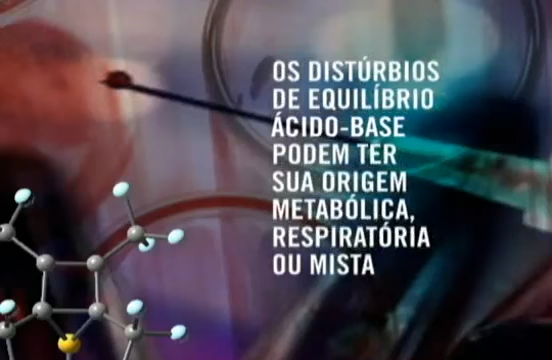 OS DISTÚRBIOS
DE EQUILÍBRIO
ÁCIDO-BASE
PODEM TER
SUA ORIGEM
METABÓLICA,
RESPIRATÓRIA
OU MISTA